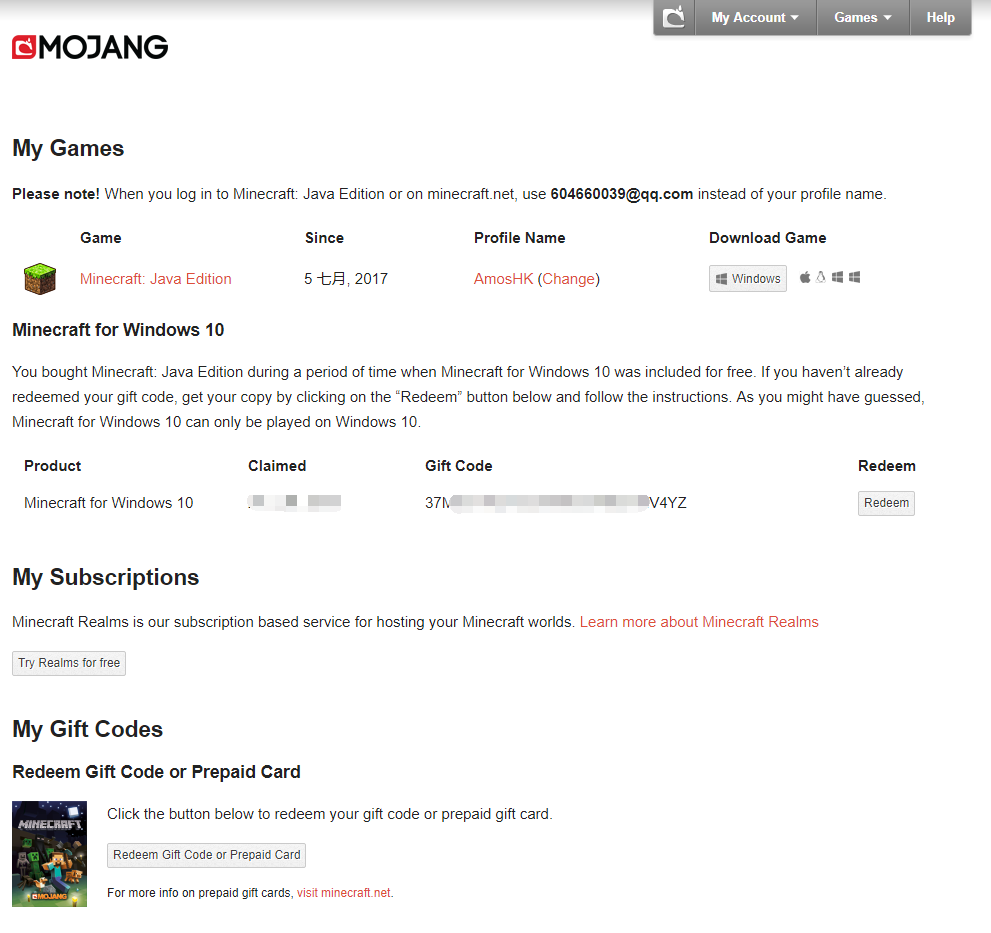 My Account Games Help
MOJANG
My Games
Please note! When you log in to Minecraft: Java Edition or on minecraft.net, use 604660039@qq.com instead of your profile name.
Game Since Profile Name Download Game
Minecraft: Java Edition 5 七月, 2017 AmosHK (Change) Windows
Minecraft for Windows 10
You bought Minecraft: Java Edition during a period of time when Minecraft for Windows 10 was included for free. If you haven’t already
redeemed your gift code, get your copy by clicking on the “Redeem” button below and follow the instructions. As you might have guessed,
Minecraft for Windows 10 can only be played on Windows 10.
Product Claimed Gift Code Redeem
Minecraft for Windows 10 37M V4YZ Redeem
My Subscriptions
Minecraft Realms is our subscription based service for hosting your Minecraft worlds. Learn more about Minecraft Realms
Try Realms for free
My Gift Codes
Redeem Gift Code or Prepaid Card
MINECRAFT
Click the button below to redeem your gift code or prepaid gift card.
Redeem Gift Code or Prepaid Card
MOJANG
For more info on prepaid gift cards, visit minecraft.net.